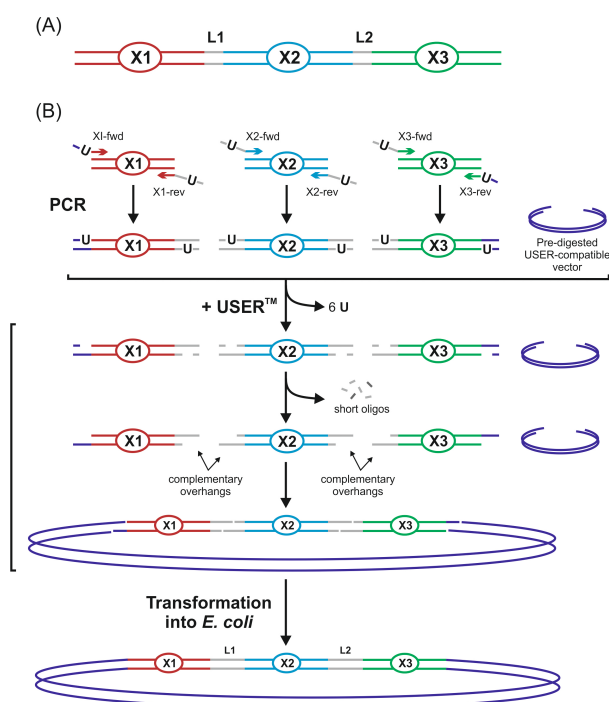 (A)
L1 L2
X1 X2 X3
(B)
XI-fwd X2-fwd X3-fwd
U U U
X1 X2 X3
U U U
X1-rev X2-rev X3-rev
PCR
U U U
X1 X2 X3
U U U
Pre-digested
USER-compatible
vector
+ USER™ 6 U
X1 X2 X3
short oligos
X1 X2 X3
complementary
overhangs
complementary
overhangs
X1 X2 X3
Transformation
into E. coli
L1 L2
X1 X2 X3